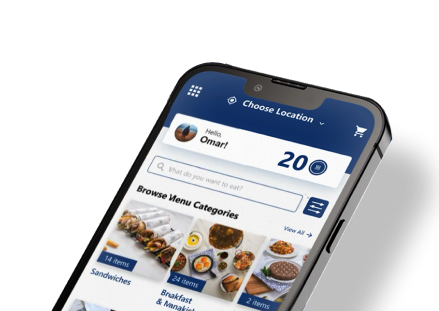 Choose Location
Hello,
Omar!
20
What do you want to eat?
Browse Menu Categories
View All →
14 items
24 items
2 items
Sandwiches
Breakfast
& Manakish